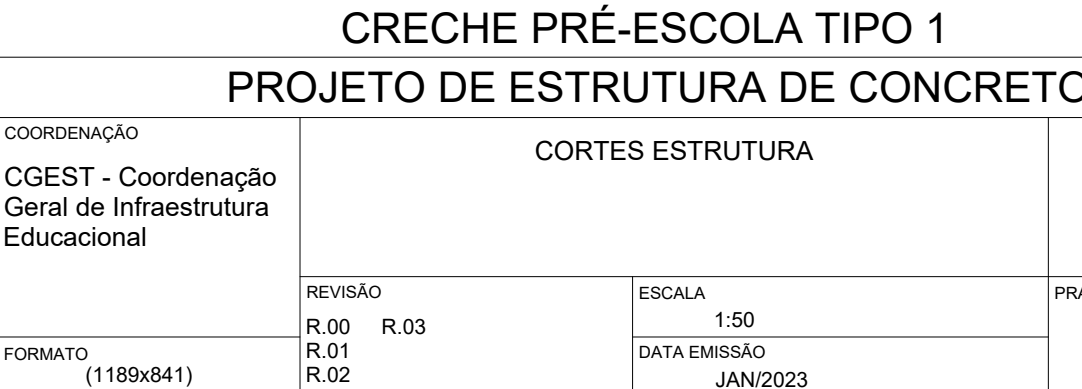 CRECHE PRÉ-ESCOLA TIPO 1
PROJETO DE ESTRUTURA DE CONCRETO
COORDENAÇÃO
CGEST - Coordenação
Geral de Infraestrutura
Educacional
CORTES ESTRUTURA
REVISÃO
R.00 R.03
R.01
R.02
ESCALA
1:50
DATA EMISSÃO
JAN/2023
FORMATO
(1189x841)